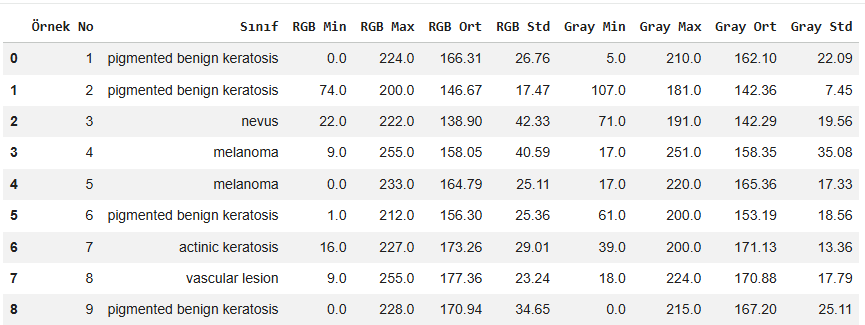 Örnek No Sınıf RGB Min RGB Max RGB Ort RGB Std Gray Min Gray Max Gray Ort Gray Std
0 1 pigmented benign keratosis 0.0 224.0 166.31 26.76 5.0 210.0 162.10 22.09
1 2 pigmented benign keratosis 74.0 200.0 146.67 17.47 107.0 181.0 142.36 7.45
2 3 nevus 22.0 222.0 138.90 42.33 71.0 191.0 142.29 19.56
3 4 melanoma 9.0 255.0 158.05 40.59 17.0 251.0 158.35 35.08
4 5 melanoma 0.0 233.0 164.79 25.11 17.0 220.0 165.36 17.33
5 6 pigmented benign keratosis 1.0 212.0 156.30 25.36 61.0 200.0 153.19 18.56
6 7 actinic keratosis 16.0 227.0 173.26 29.01 39.0 200.0 171.13 13.36
7 8 vascular lesion 9.0 255.0 177.36 23.24 18.0 224.0 170.88 17.79
8 9 pigmented benign keratosis 0.0 228.0 170.94 34.65 0.0 215.0 167.20 25.11